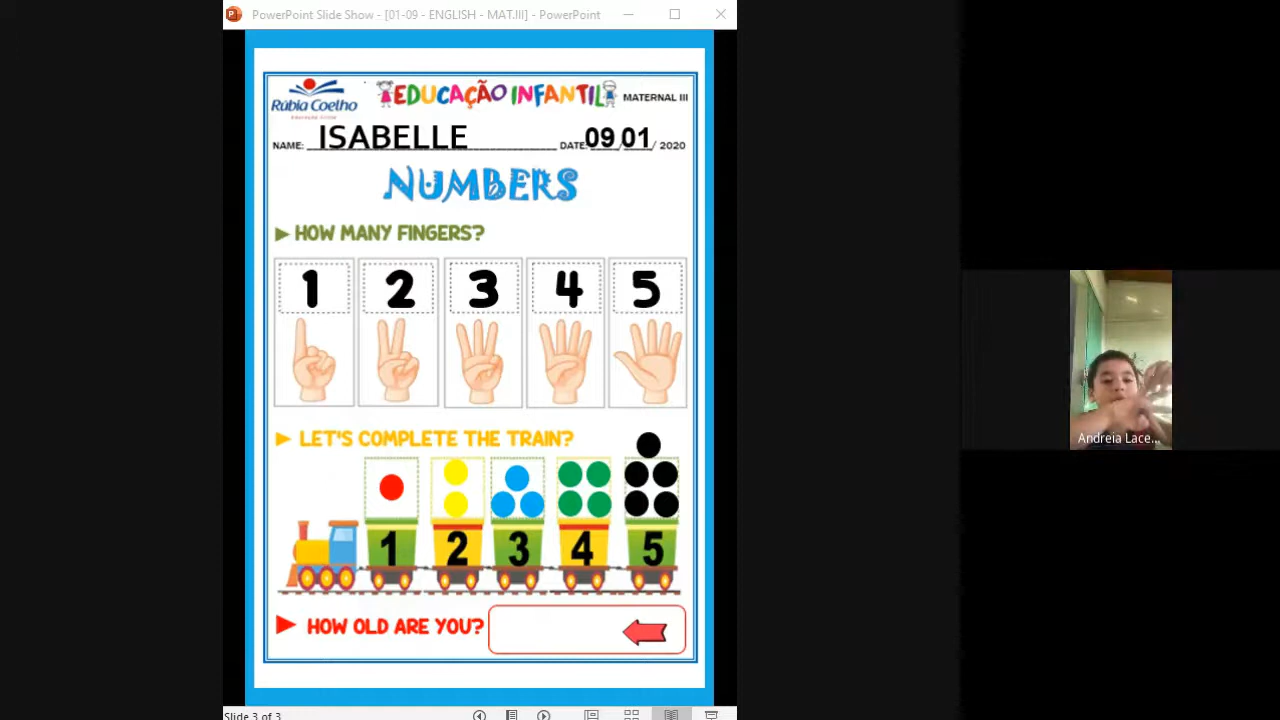 PowerPoint Slide Show - [01-09 - ENGLISH - MAT.III] - PowerPoint
Rúbia Coelho
EDUCAÇÃO INFANTIL
MATERNAL III
NAME: ISABELLE DATE: 09/01/ 2020
NUMBERS
HOW MANY FINGERS?
1 2 3 4 5
LET'S COMPLETE THE TRAIN?
1 2 3 4 5
HOW OLD ARE YOU?
Slide 3 of 3
Andreia Lace...